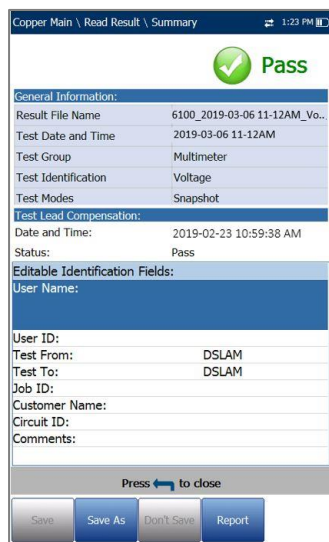 Copper Main \ Read Result \ Summary 1:23 PM
Pass
General Information:
Result File Name 6100_2019-03-06 11-12AM_Vo..
Test Date and Time 2019-03-06 11-12AM
Test Group Multimeter
Test Identification Voltage
Test Modes Snapshot
Test Lead Compensation:
Date and Time: 2019-02-23 10:59:38 AM
Status: Pass
Editable Identification Fields:
User Name:
User ID:
Test From: DSLAM
Test To: DSLAM
Job ID:
Customer Name:
Circuit ID:
Comments:
Press to close
Save Save As Don't Save Report